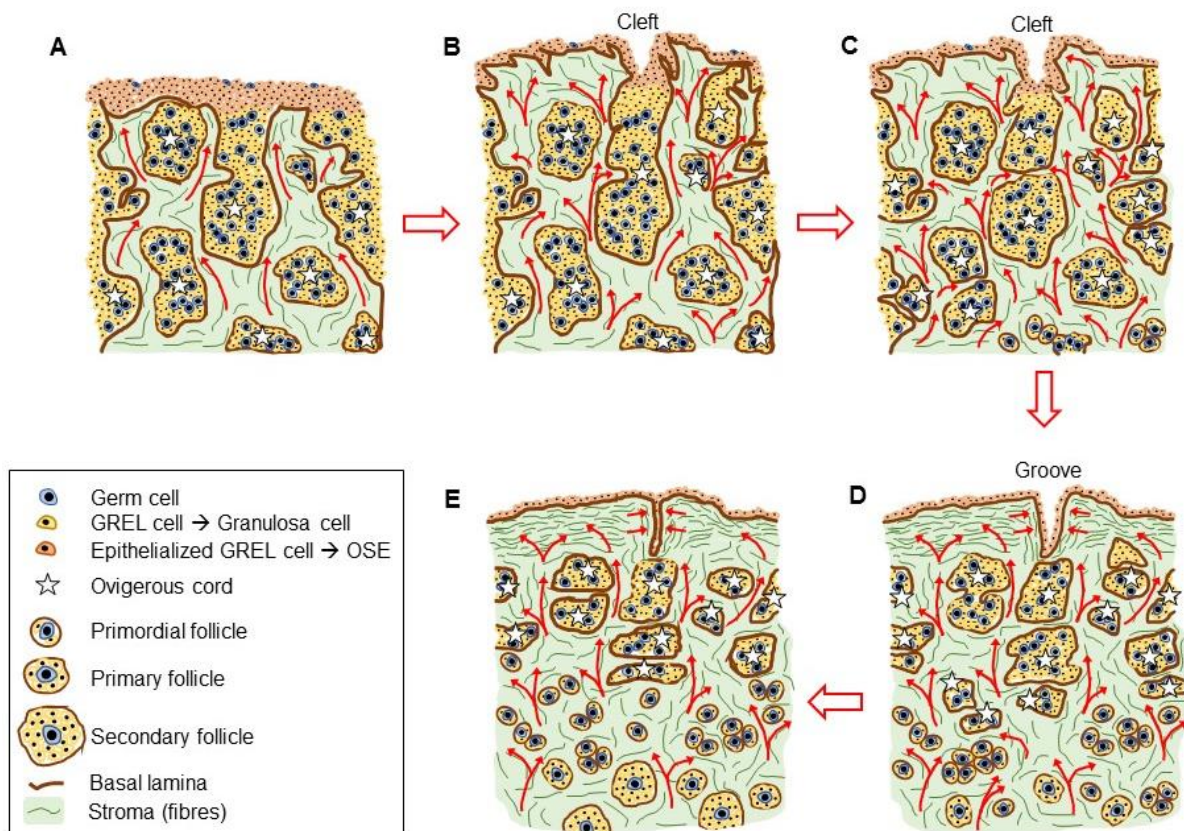 A
B
Cleft
C
Cleft
Germ cell
GREL cell → Granulosa cell
Epithelialized GREL cell → OSE
Ovigerous cord
Primordial follicle
Primary follicle
Secondary follicle
Basal lamina
Stroma (fibres)
E
Groove
D